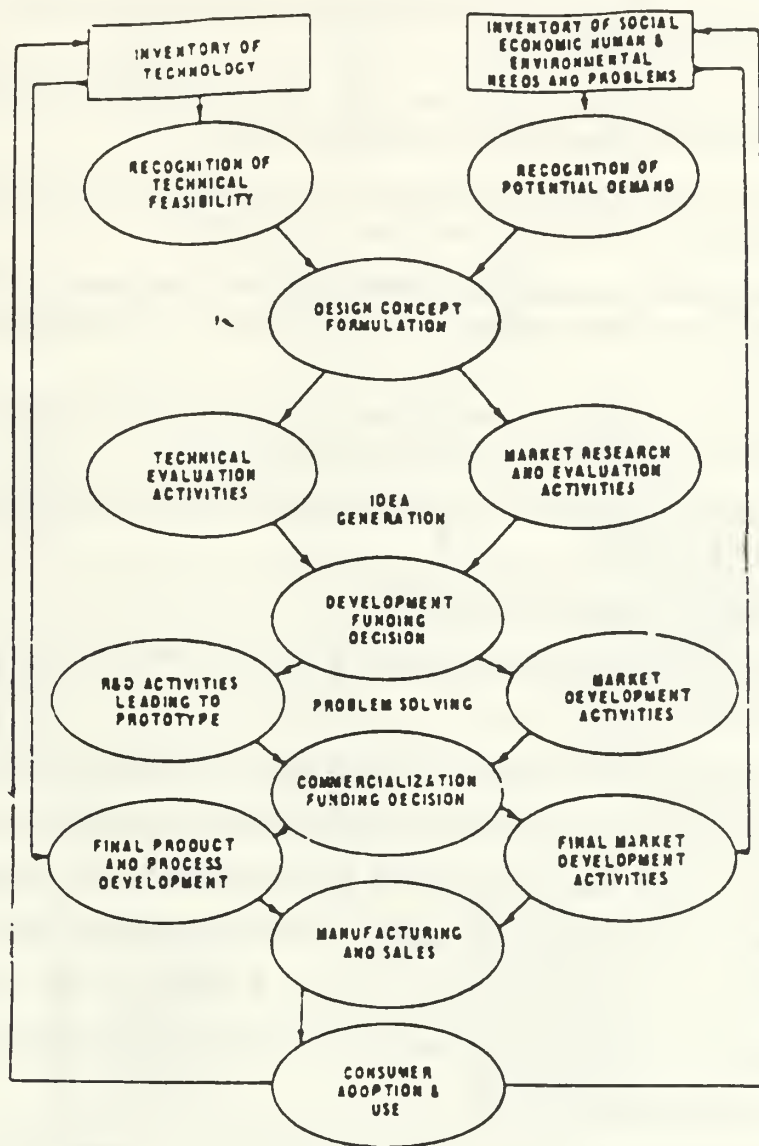 INVENTORY OF
TECHNOLOGY
INVENTORY OF SOCIAL
ECONOMIC HUMAN &
ENVIRONMENTAL
NEEDS AND PROBLEMS
RECOGNITION OF
TECHNICAL
FEASIBILITY
RECOGNITION OF
POTENTIAL DEMAND
DESIGN CONCEPT
FORMULATION
TECHNICAL
EVALUATION
ACTIVITIES
MARKET RESEARCH
AND EVALUATION
ACTIVITIES
IDEA
GENERATION
DEVELOPMENT
FUNDING
DECISION
R&D ACTIVITIES
LEADING TO
PROTOTYPE
PROBLEM SOLVING
MARKET
DEVELOPMENT
ACTIVITIES
COMMERCIALIZATION
FUNDING DECISION
FINAL PRODUCT
AND PROCESS
DEVELOPMENT
FINAL MARKET
DEVELOPMENT
ACTIVITIES
MANUFACTURING
AND SALES
CONSUMER
ADOPTION &
USE